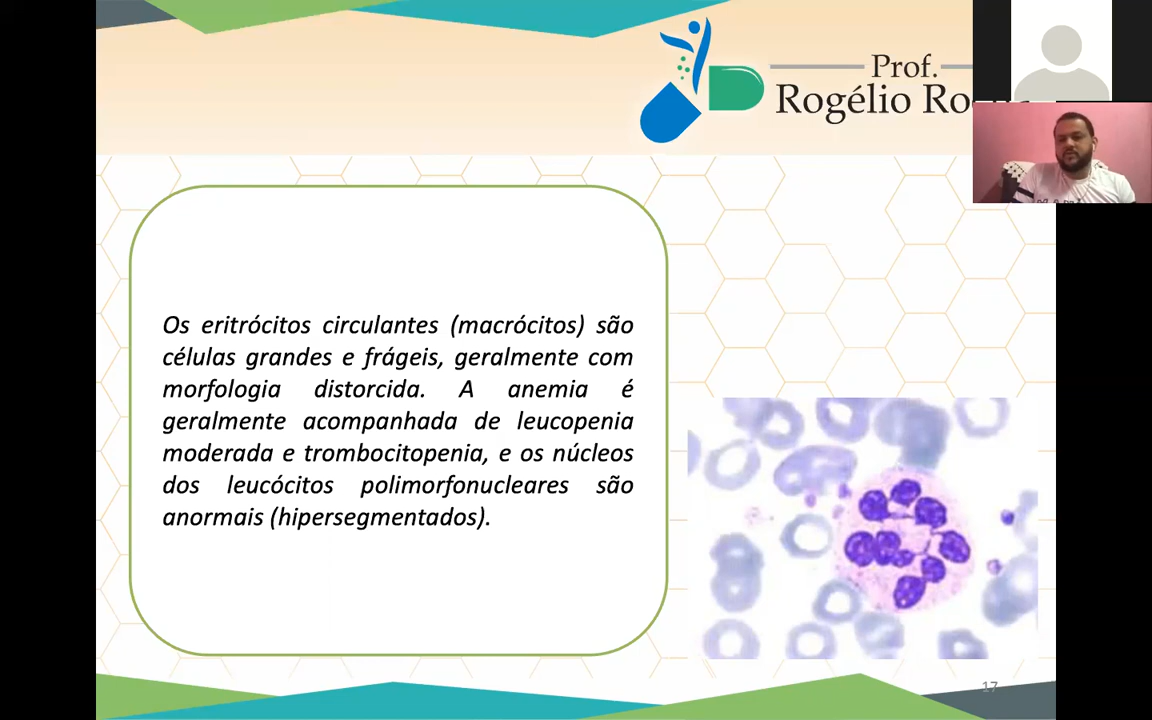 Prof.
Rogélio
Os eritrócitos circulantes (macrócitos) são
células grandes e frágeis, geralmente com
morfologia distorcida. A anemia é
geralmente acompanhada de leucopenia
moderada e trombocitopenia, e os núcleos
dos leucócitos polimorfonucleares são
anormais (hipersegmentados).
17